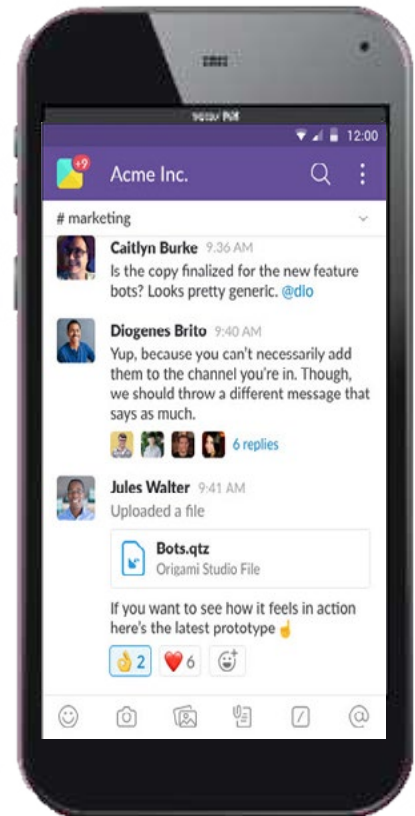 12:00
+9
Acme Inc.
# marketing
Caitlyn Burke 9:36 AM
Is the copy finalized for the new feature
bots? Looks pretty generic. @dio
Diogenes Brito 9:40 AM
Yup, because you can't necessarily add
them to the channel you're in. Though,
we should throw a different message that
says as much.
6 replies
Jules Walter 9:41 AM
Uploaded a file
Bots.qtz
Origami Studio File
If you want to see how it feels in action
here's the latest prototype ☝
👌 2 ❤️ 6
@